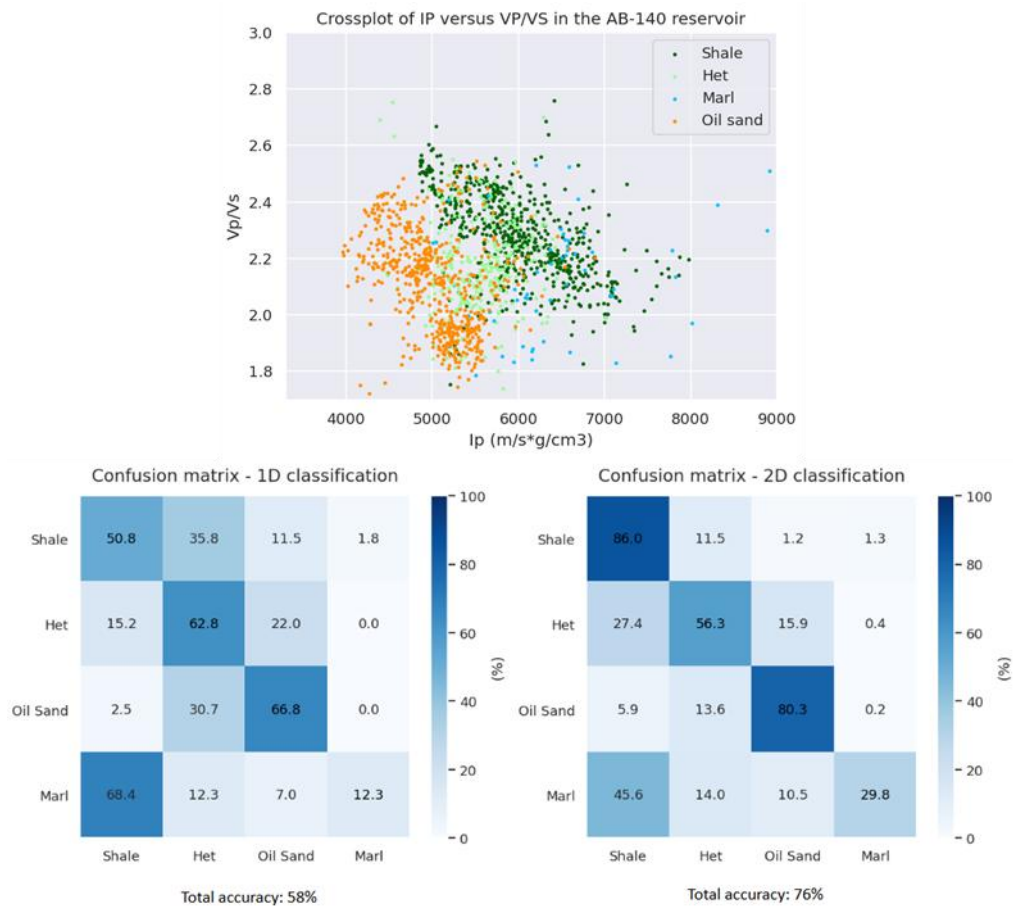 Crossplot of IP versus VP/VS in the AB-140 reservoir
3.0
2.8
2.6
2.4
2.2
2.0
1.8
Vp/Vs
Shale
Het
Marl
Oil sand
4000 5000 6000 7000 8000 9000
Ip (m/s*g/cm3)
Confusion matrix - 1D classification
Shale 50.8 35.8 11.5 1.8
Het 15.2 62.8 22.0 0.0
Oil Sand 2.5 30.7 66.8 0.0
Marl 68.4 12.3 7.0 12.3
Shale Het Oil Sand Marl
100
80
60
40
20
0
(%)
Total accuracy: 58%
Confusion matrix - 2D classification
Shale 86.0 11.5 1.2 1.3
Het 27.4 56.3 15.9 0.4
Oil Sand 5.9 13.6 80.3 0.2
Marl 45.6 14.0 10.5 29.8
Shale Het Oil Sand Marl
100
80
60
40
20
0
(%)
Total accuracy: 76%